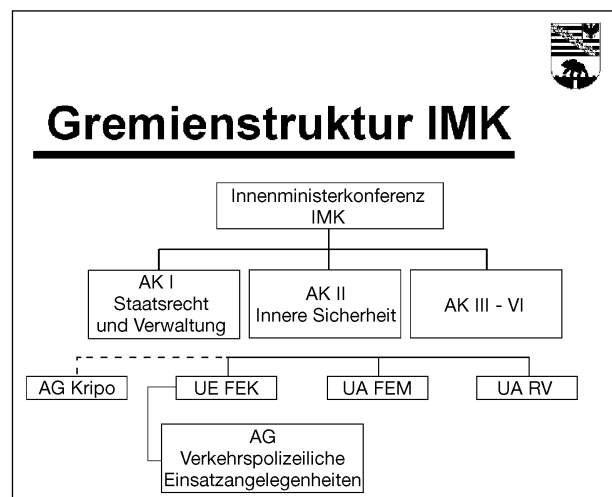 Gremienstruktur IMK
Innenministerkonferenz
IMK
AK I
Staatsrecht
und Verwaltung
AK II
Innere Sicherheit
AK III - VI
AG Kripo
UE FEK
UA FEM
UA RV
AG
Verkehrspolizeiliche
Einsatzangelegenheiten